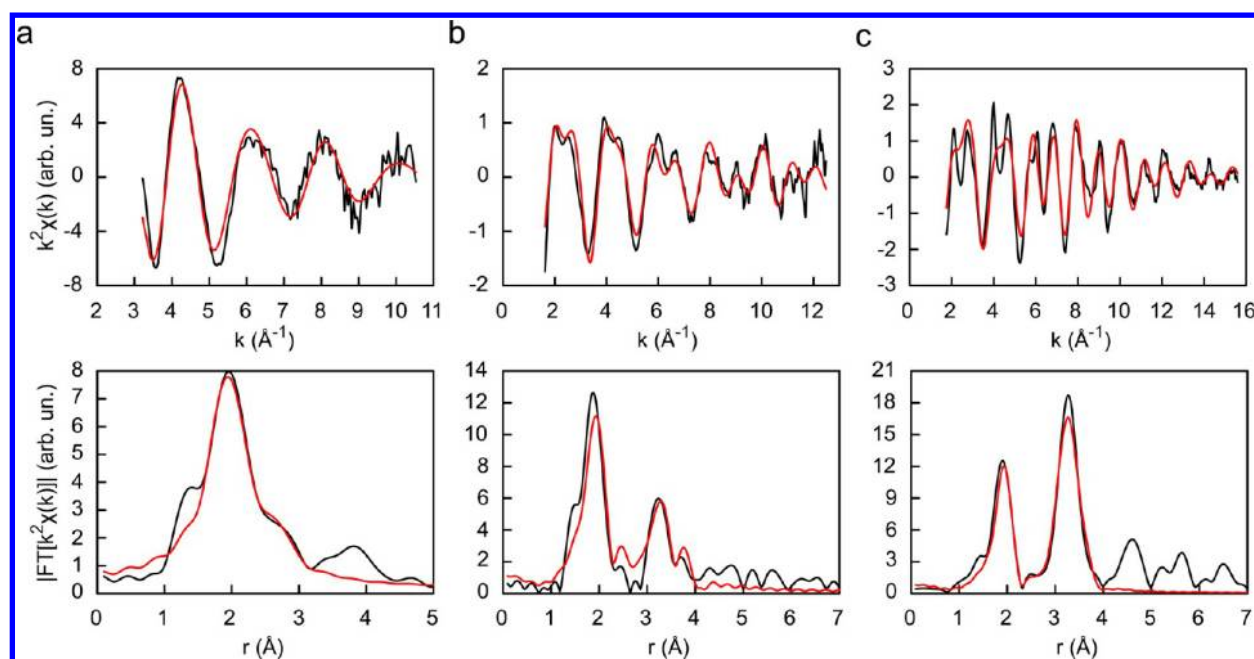 a b c
8 4 0 -4 -8
k²χ(k) (arb. un.)
2 3 4 5 6 7 8 9 10 11
k (Å⁻¹)
2 1 0 -1 -2
0 2 4 6 8 10 12
k (Å⁻¹)
3 2 1 0 -1 -2 -3
0 2 4 6 8 10 12 14 16
k (Å⁻¹)
8 7 6 5 4 3 2 1 0
|FT[k²χ(k)]| (arb. un.)
0 1 2 3 4 5
r (Å)
14 12 10 8 6 4 2 0
0 1 2 3 4 5 6 7
r (Å)
21 18 15 12 9 6 3 0
0 1 2 3 4 5 6 7
r (Å)